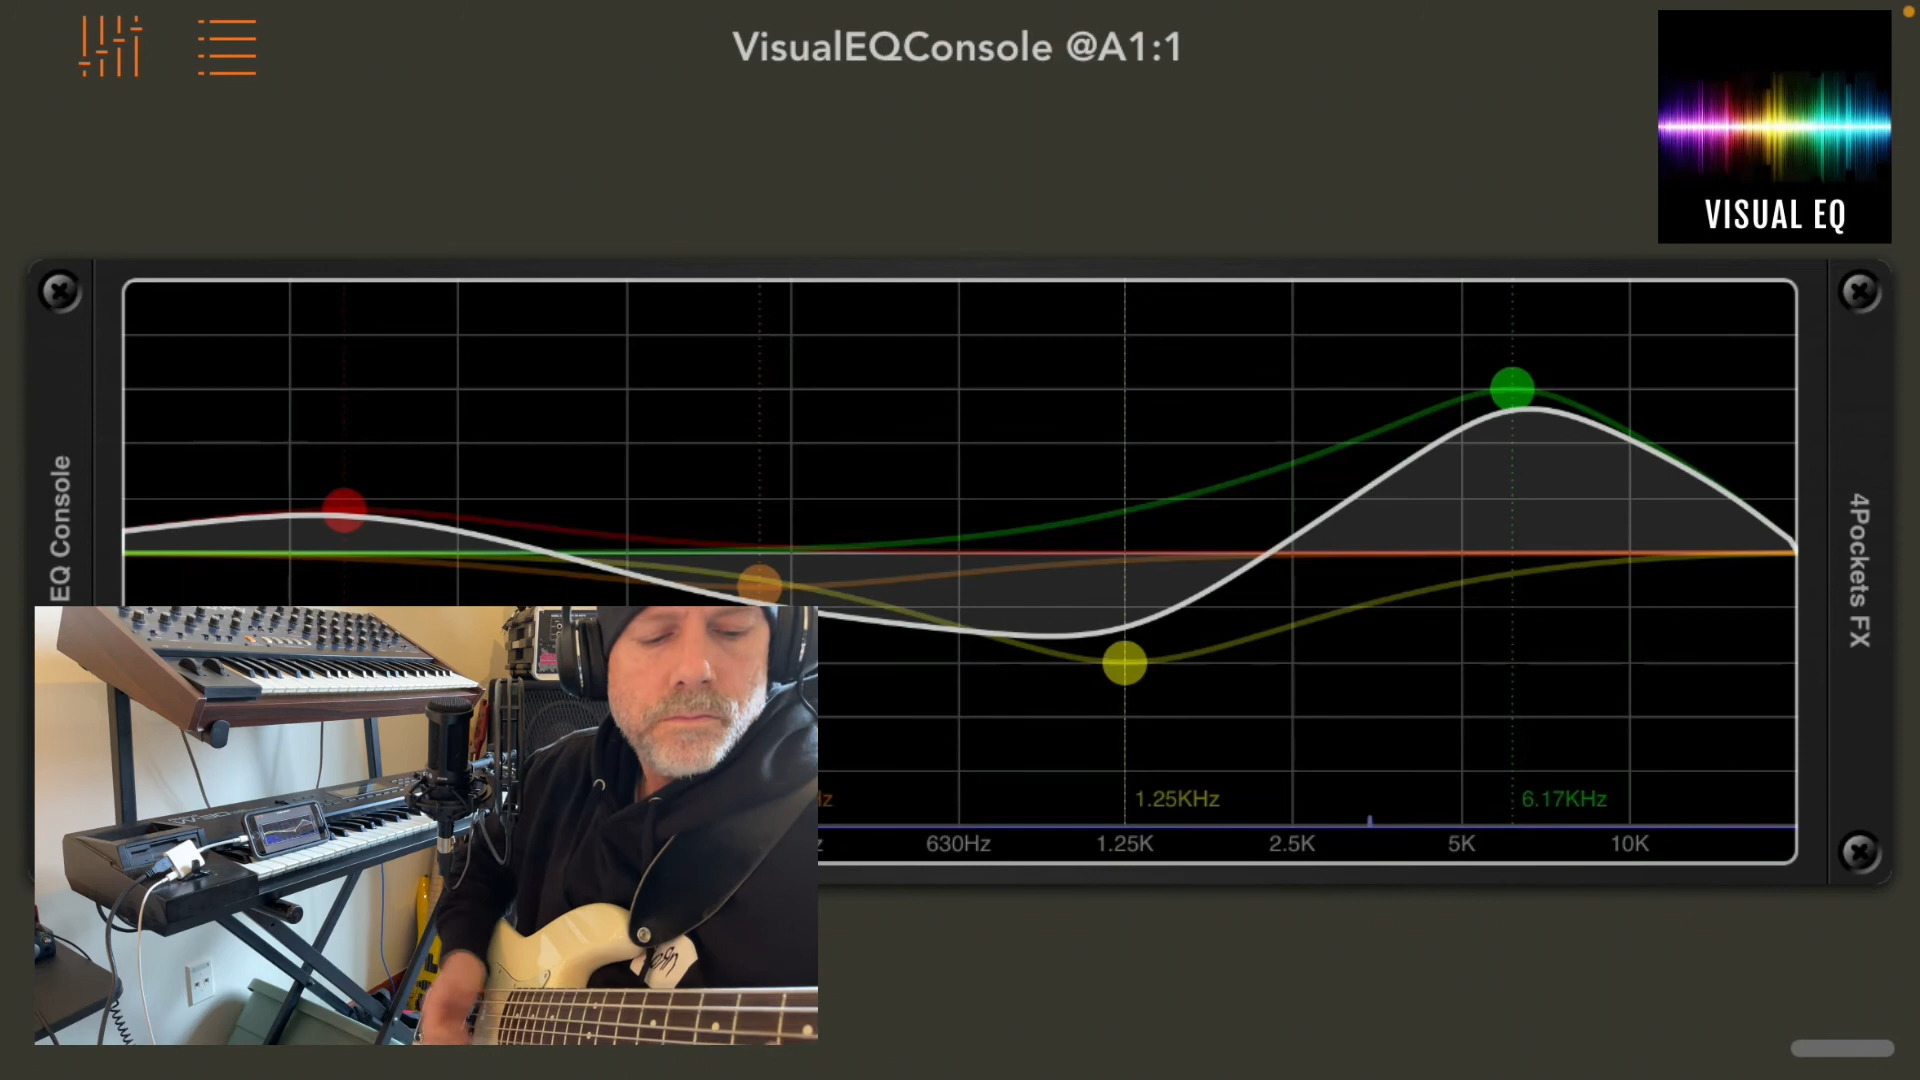 VisualEQConsole @A1:1
VISUAL EQ
EQ Console
4Pockets FX
1.25KHz
6.17KHz
630Hz
1.25K
2.5K
5K
10K